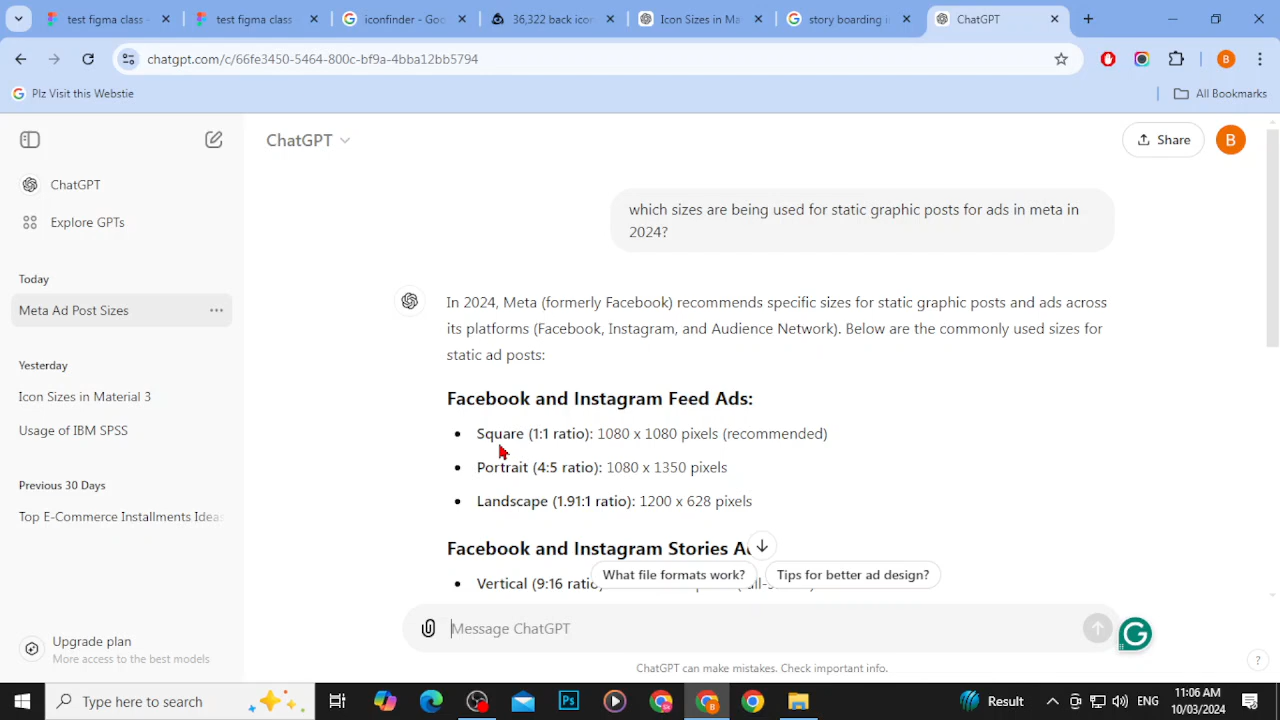 test figma class -
test figma class
iconfinder - Goo
36,322 back icon
Icon Sizes in Ma
story boarding i
ChatGPT
chatgpt.com/c/66fe3450-5464-800c-bf9a-4bba12bb5794
B
Plz Visit this Webstie
All Bookmarks
ChatGPT
Share
B
ChatGPT
Explore GPTs
Today
Meta Ad Post Sizes
Yesterday
Icon Sizes in Material 3
Usage of IBM SPSS
Previous 30 Days
Top E-Commerce Installments Ideas
Upgrade plan
More access to the best models
which sizes are being used for static graphic posts for ads in meta in
2024?
In 2024, Meta (formerly Facebook) recommends specific sizes for static graphic posts and ads across
its platforms (Facebook, Instagram, and Audience Network). Below are the commonly used sizes for
static ad posts:
Facebook and Instagram Feed Ads:
• Square (1:1 ratio): 1080 x 1080 pixels (recommended)
• Portrait (4:5 ratio): 1080 x 1350 pixels
• Landscape (1.91:1 ratio): 1200 x 628 pixels
Facebook and Instagram Stories A
What file formats work?
Tips for better ad design?
• Vertical (9:16 ratio
Message ChatGPT
ChatGPT can make mistakes. Check important info.
?
Type here to search
Ps
B
Result
ENG
11:06 AM
10/03/2024